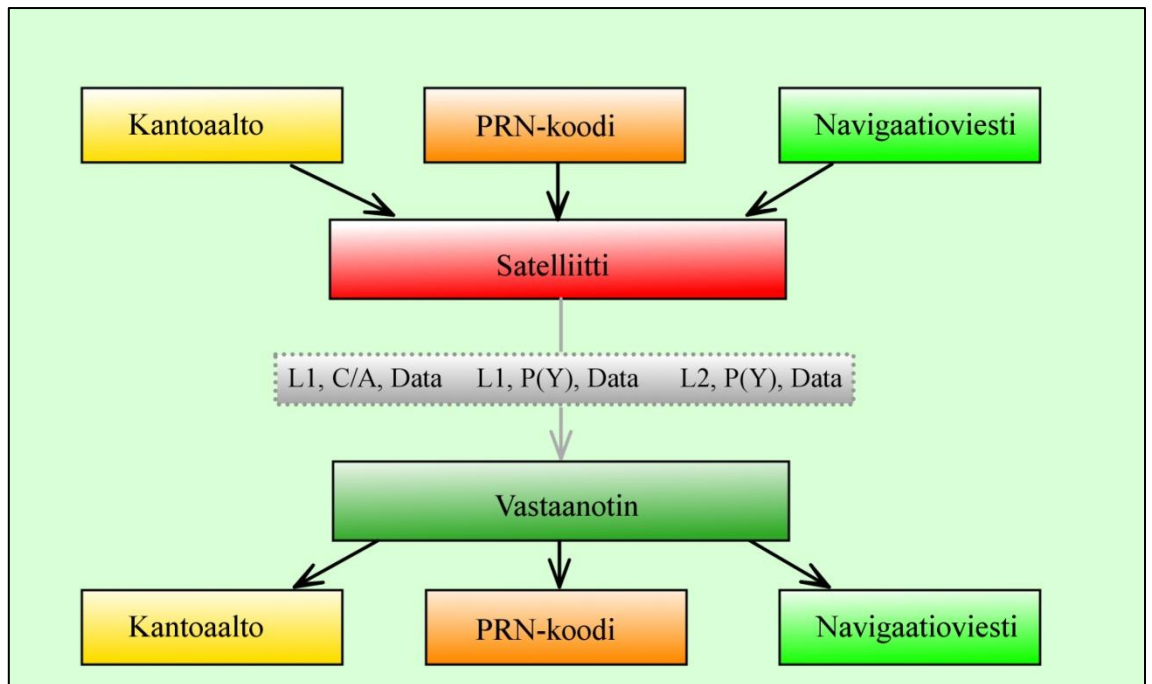 Kantoaalto
PRN-koodi
Navigaatioviesti
Satelliitti
L1, C/A, Data
L1, P(Y), Data
L2, P(Y), Data
Vastaanotin
Kantoaalto
PRN-koodi
Navigaatioviesti